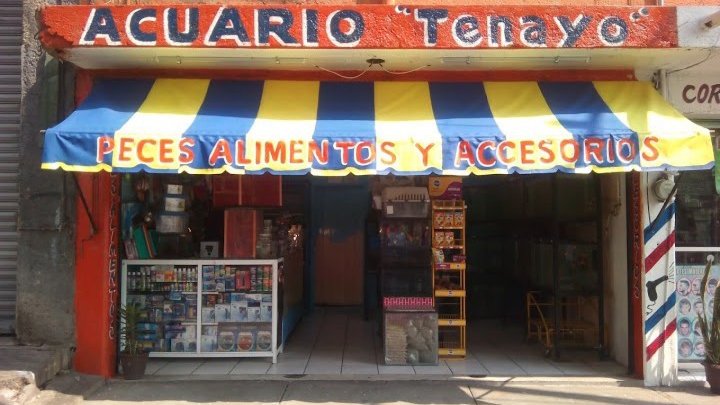 ACUARIO "Tenayo"
PECES ALIMENTOS Y ACCESORIOS
COR